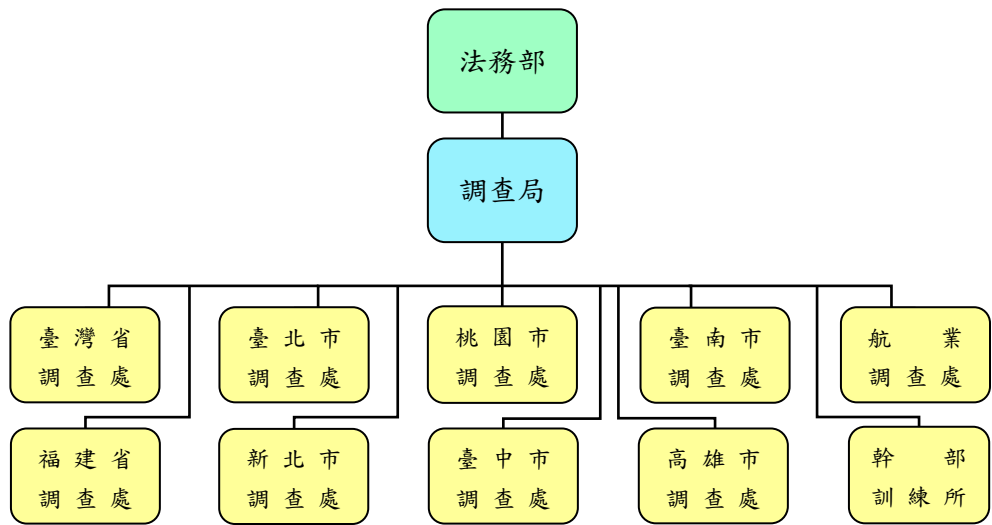 法務部
調查局
臺灣省
調查處
臺北市
調查處
桃園市
調查處
臺南市
調查處
航業
調查處
福建省
調查處
新北市
調查處
臺中市
調查處
高雄市
調查處
幹部
訓練所